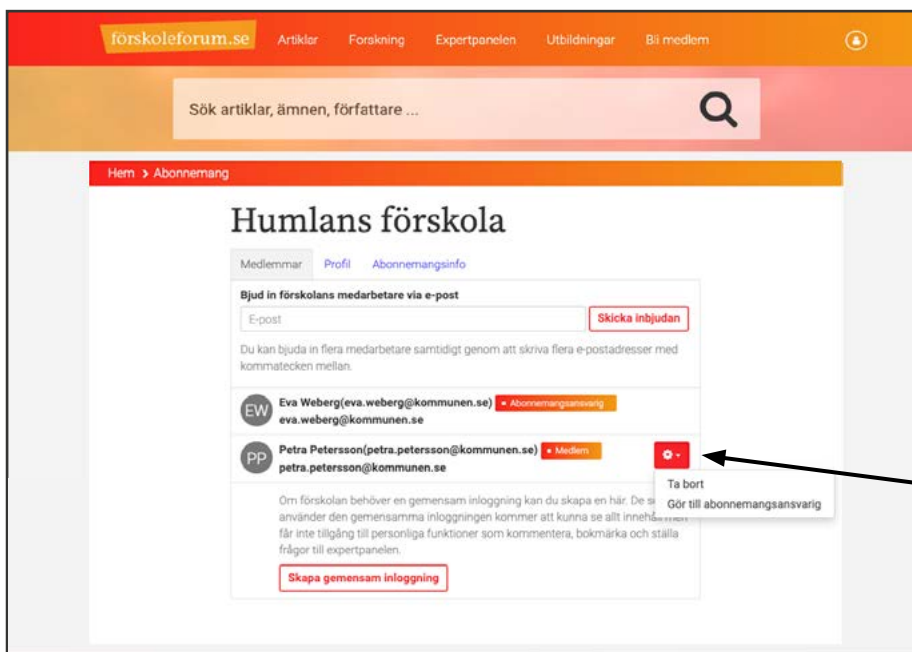 förskoleforum.se Artiklar Forskning Expertpanelen Utbildningar Bli medlem
Sök artiklar, ämnen, författare ...
Hem > Abonnemang
Humlans förskola
Medlemmar Profil Abonnemangsinfo
Bjud in förskolans medarbetare via e-post
E-post Skicka inbjudan
Du kan bjuda in flera medarbetare samtidigt genom att skriva flera e-postadresser med
kommatecken mellan.
EW Eva Weberg(eva.weberg@kommunen.se) • Abonnemangsansvarig
eva.weberg@kommunen.se
PP Petra Petersson(petra.petersson@kommunen.se) • Medlem
petra.petersson@kommunen.se
Ta bort
Gör till abonnemangsansvarig
Om förskolan behöver en gemensam inloggning kan du skapa en här. De
använder den gemensamma inloggningen kommer att kunna se allt innehåll men
får inte tillgång till personliga funktioner som kommentera, bokmärka och ställa
frågor till expertpanelen.
Skapa gemensam inloggning